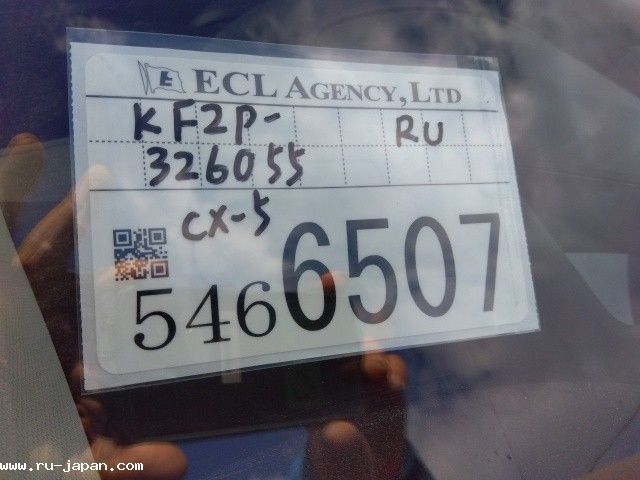 ECL AGENCY, LTD
KF2P- RU
326055
CX-5
5466507
www.ru-japan.com